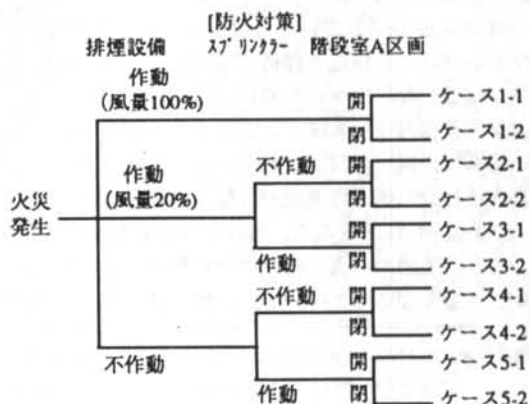 [防火対策]
排煙設備 スプリンクラー 階段室A区画
作動
(風量100%)
開 ケース1-1
閉 ケース1-2
作動
(風量20%)
不作動 開 ケース2-1
閉 ケース2-2
火災
発生
開 ケース3-1
作動 閉 ケース3-2
不作動 開 ケース4-1
閉 ケース4-2
不作動
開 ケース5-1
作動 閉 ケース5-2